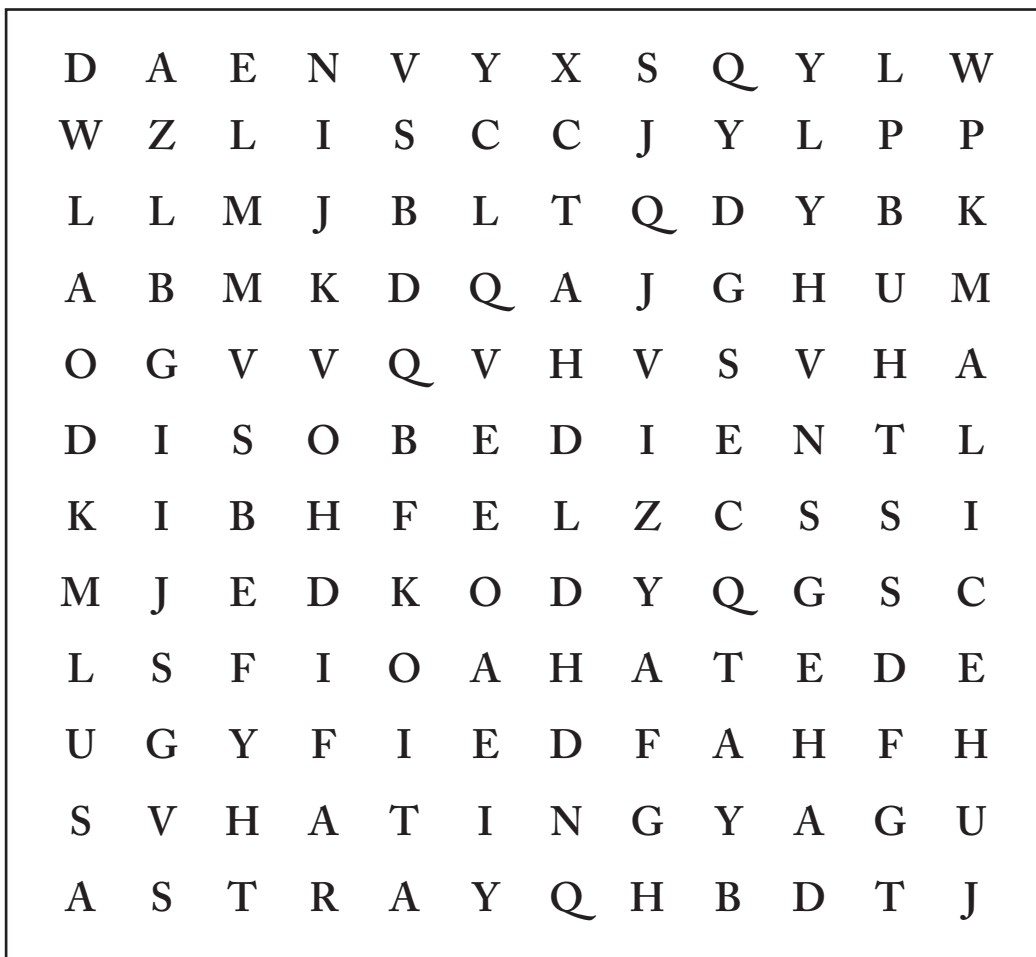 D A E N V Y X S Q Y L W
W Z L I S C C J Y L P P
L L M J B L T Q D Y B K
A B M K D Q A J G H U M
O G V V Q V H V S V H A
D I S O B E D I E N T L
K I B H F E L Z C S S I
M J E D K O D Y Q G S C
L S F I O A H A T E D E
U G Y F I E D F A H F H
S V H A T I N G Y A G U
A S T R A Y Q H B D T J